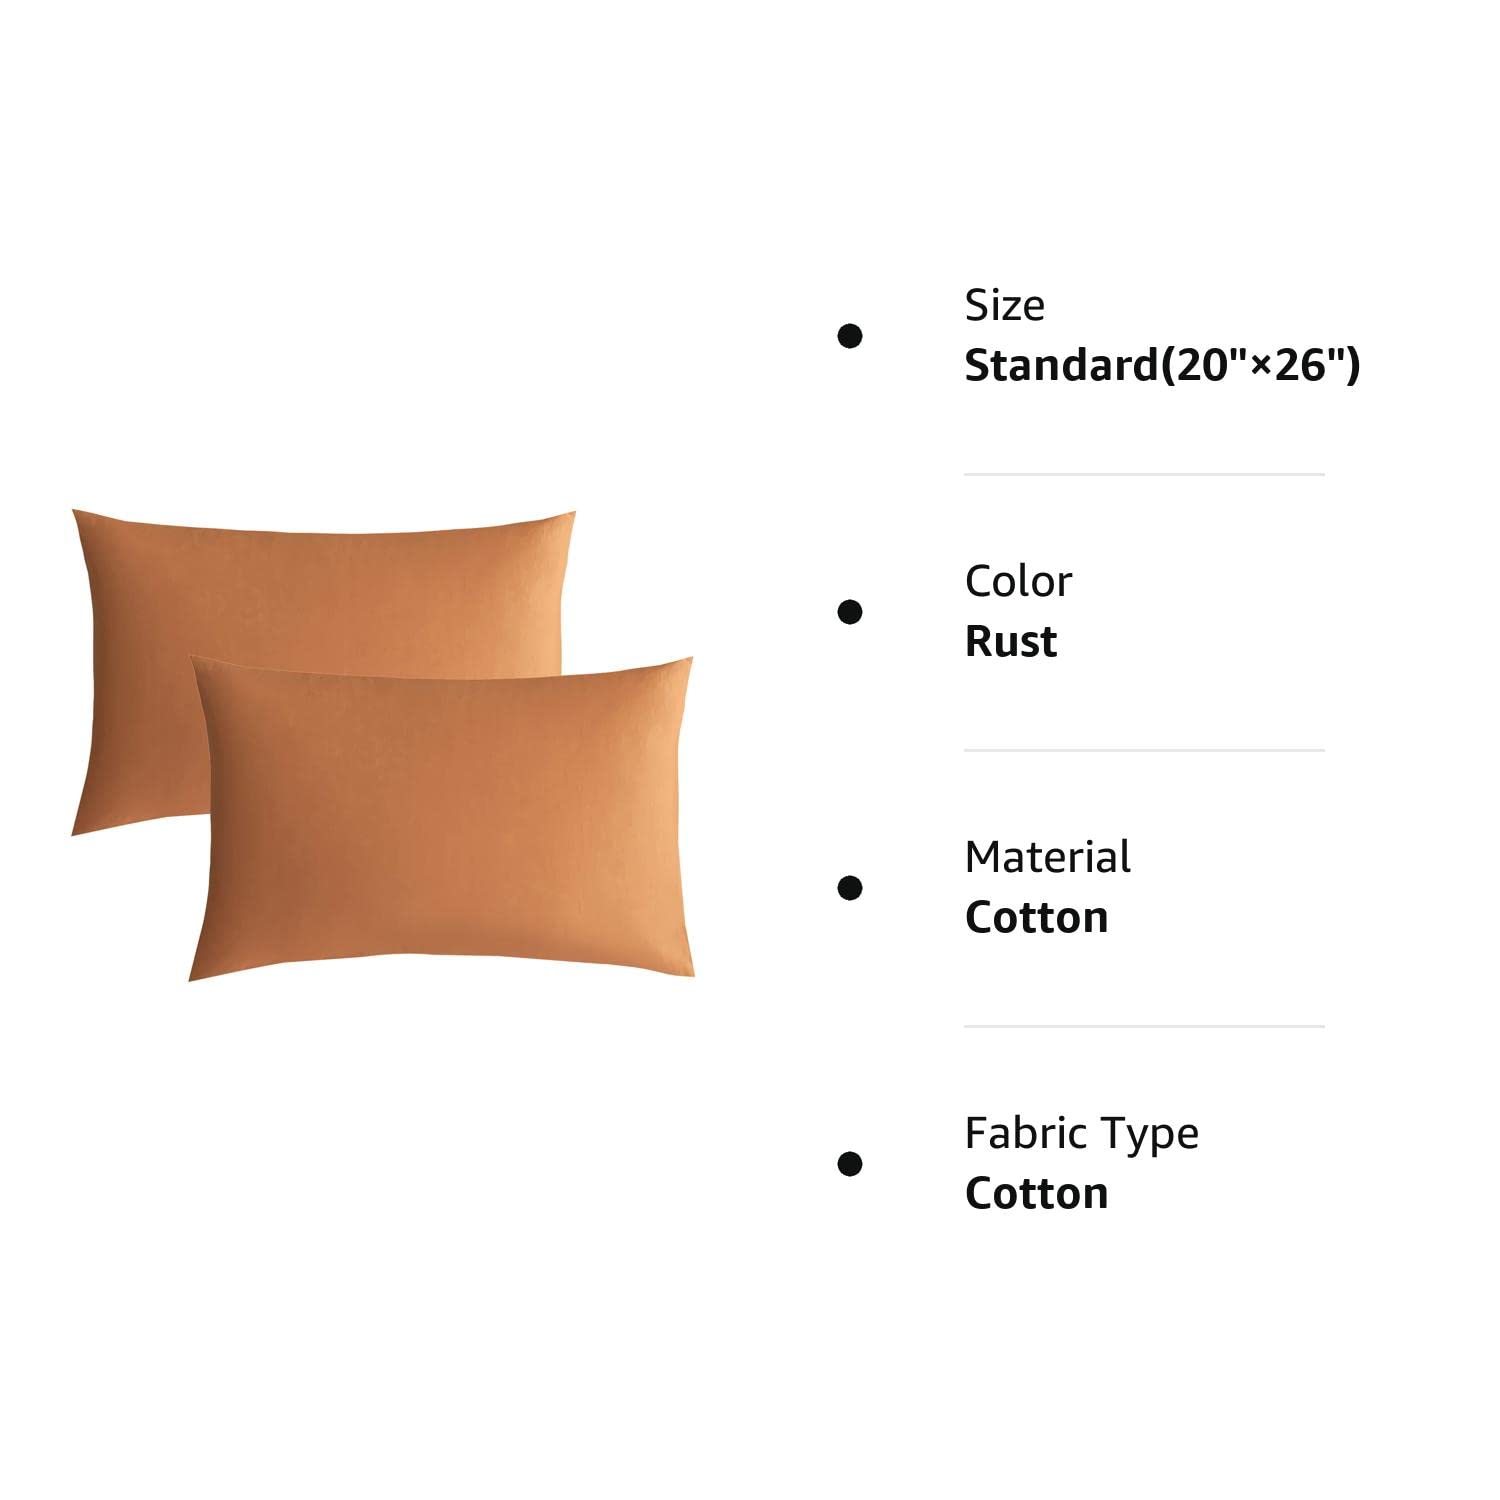 Size
Standard(20"×26")
Color
Rust
Material
Cotton
Fabric Type
Cotton